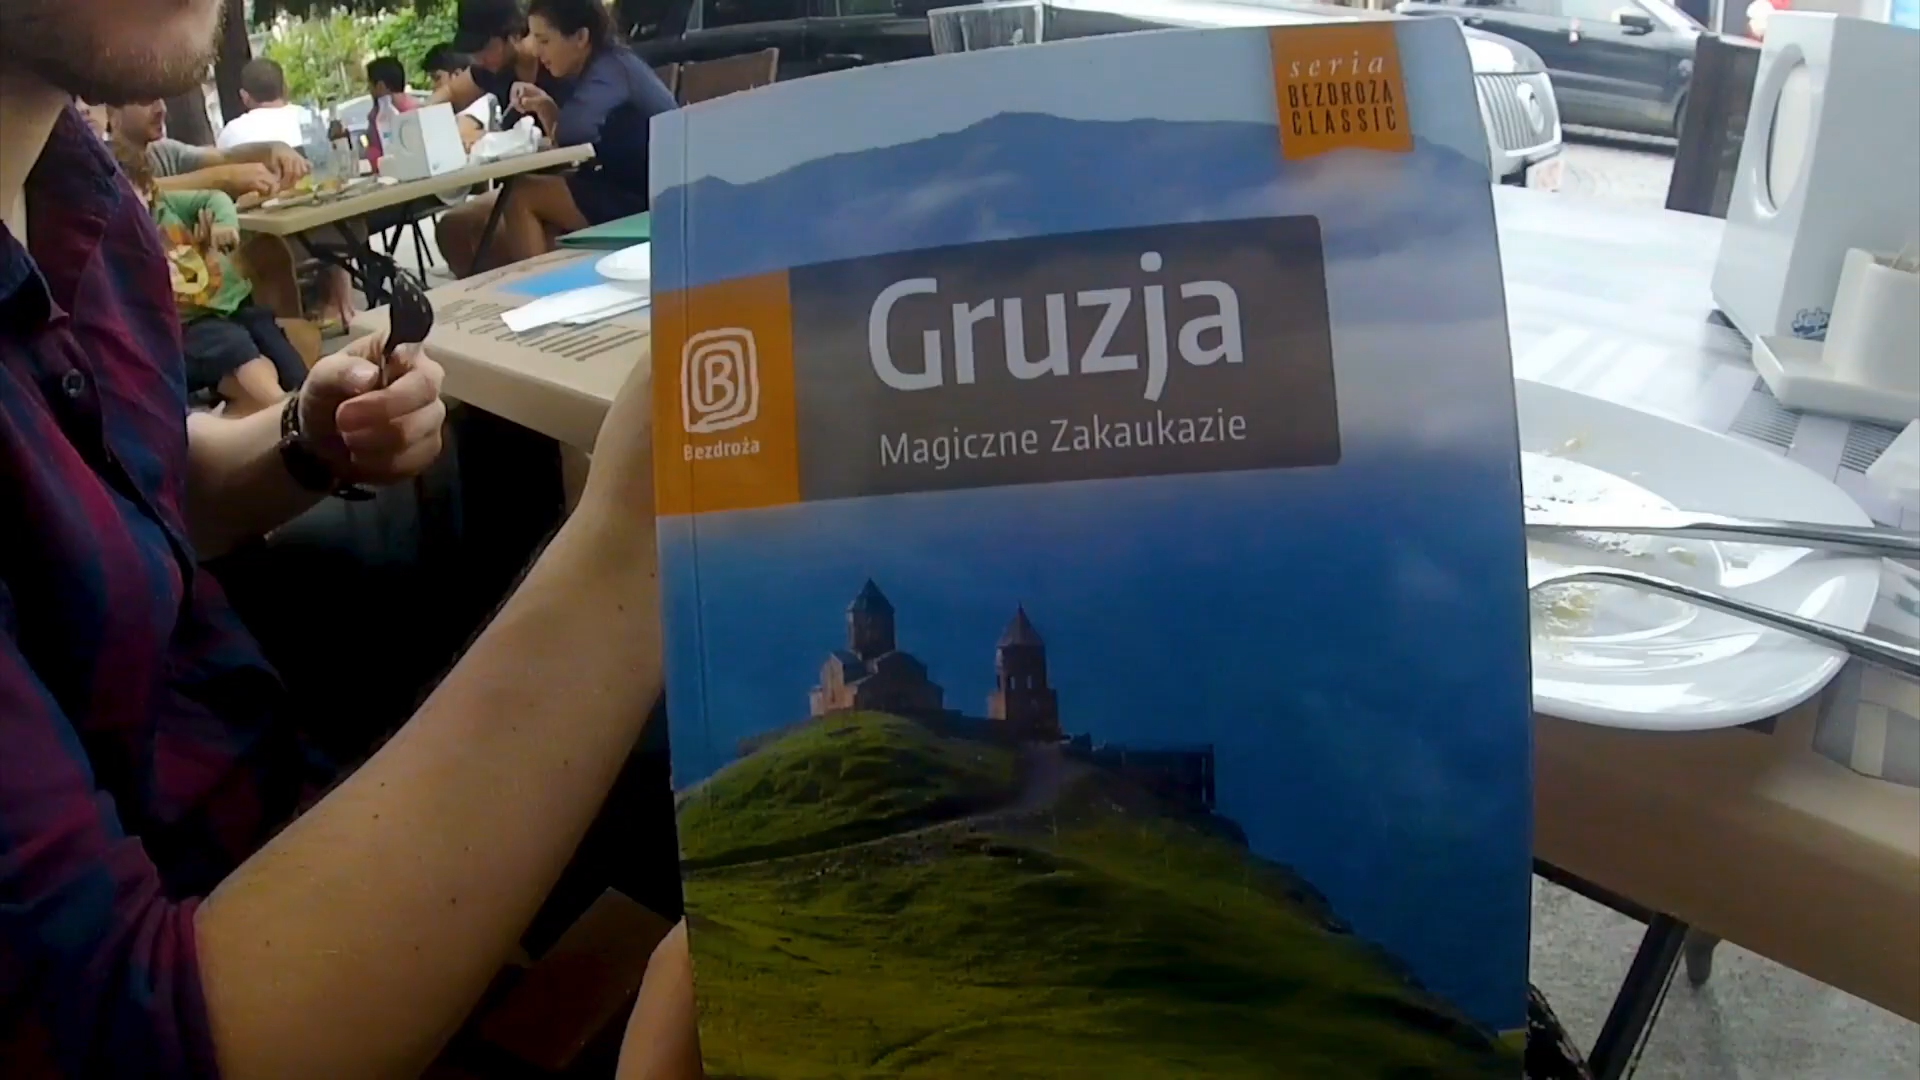 seria
BEZDROŻA
CLASSIC
Gruzja
Magiczne Zakaukazie
B
Bezdroża